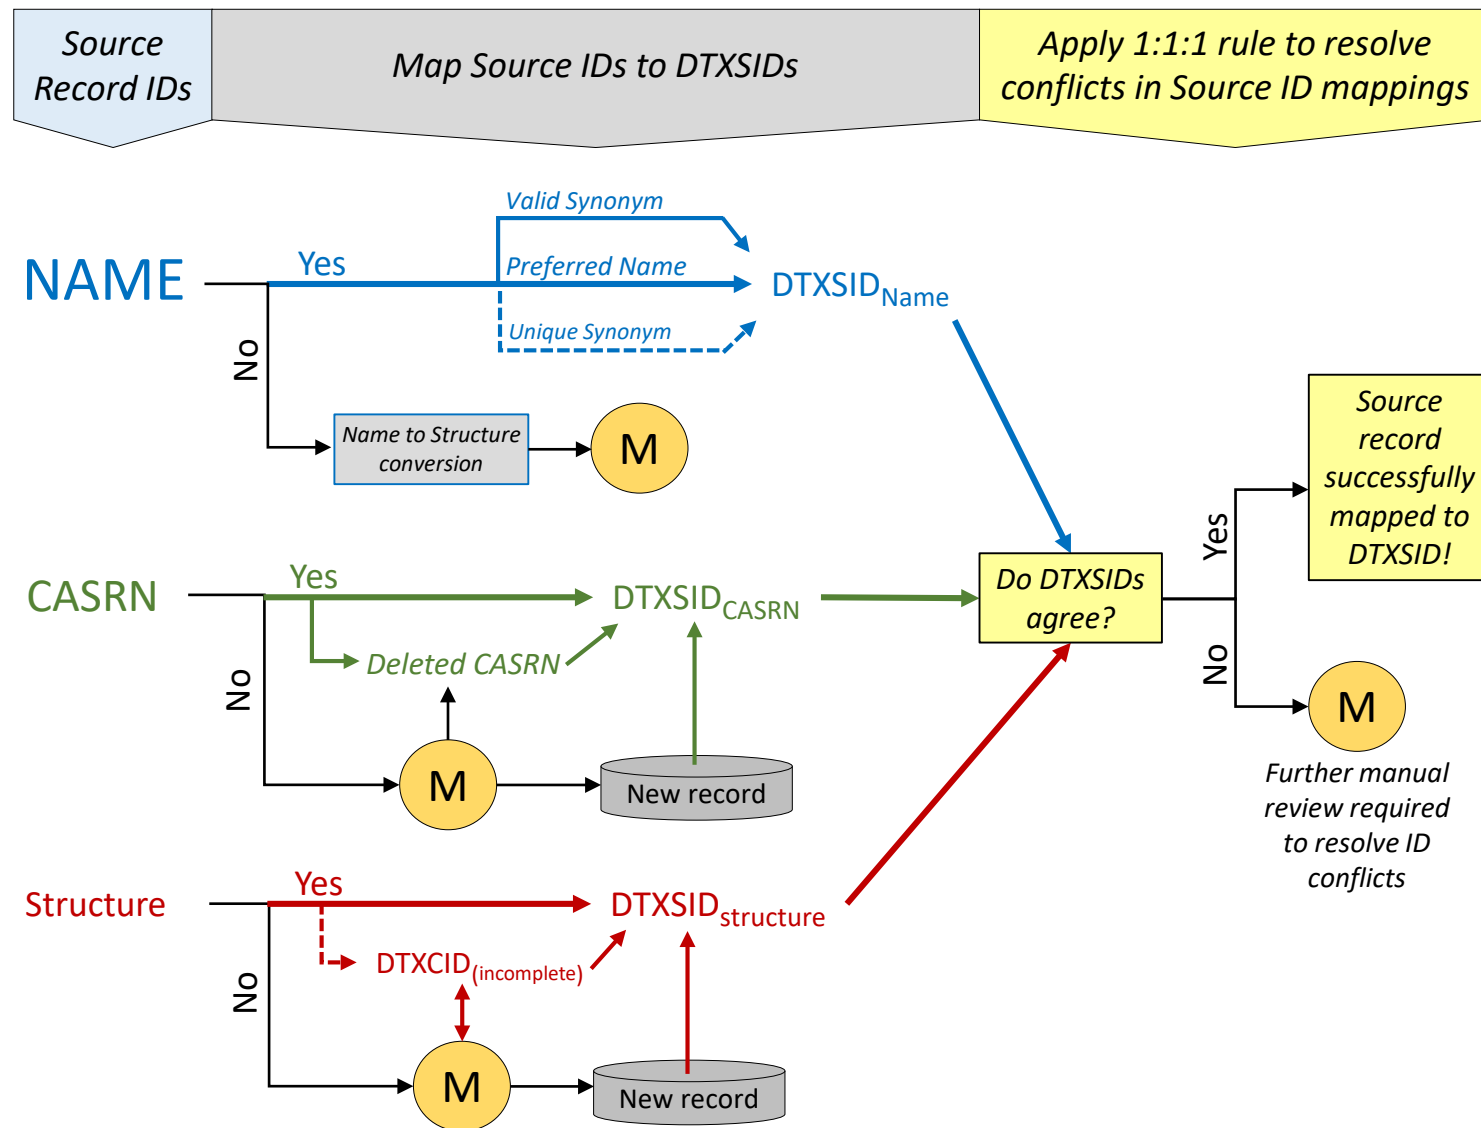 Source
Record IDs
Map Source IDs to DTXSIDs
Apply 1:1:1 rule to resolve
conflicts in Source ID mappings
NAME
Yes
No
Valid Synonym
Preferred Name
Unique Synonym
DTXSIDName
Name to Structure
conversion
M
CASRN
Yes
No
DTXSIDCASRN
Deleted CASRN
M
New record
Structure
Yes
No
DTXSIDstructure
DTXCID(incomplete)
M
New record
Do DTXSIDs
agree?
Yes
No
Source
record
successfully
mapped to
DTXSID!
M
Further manual
review required
to resolve ID
conflicts